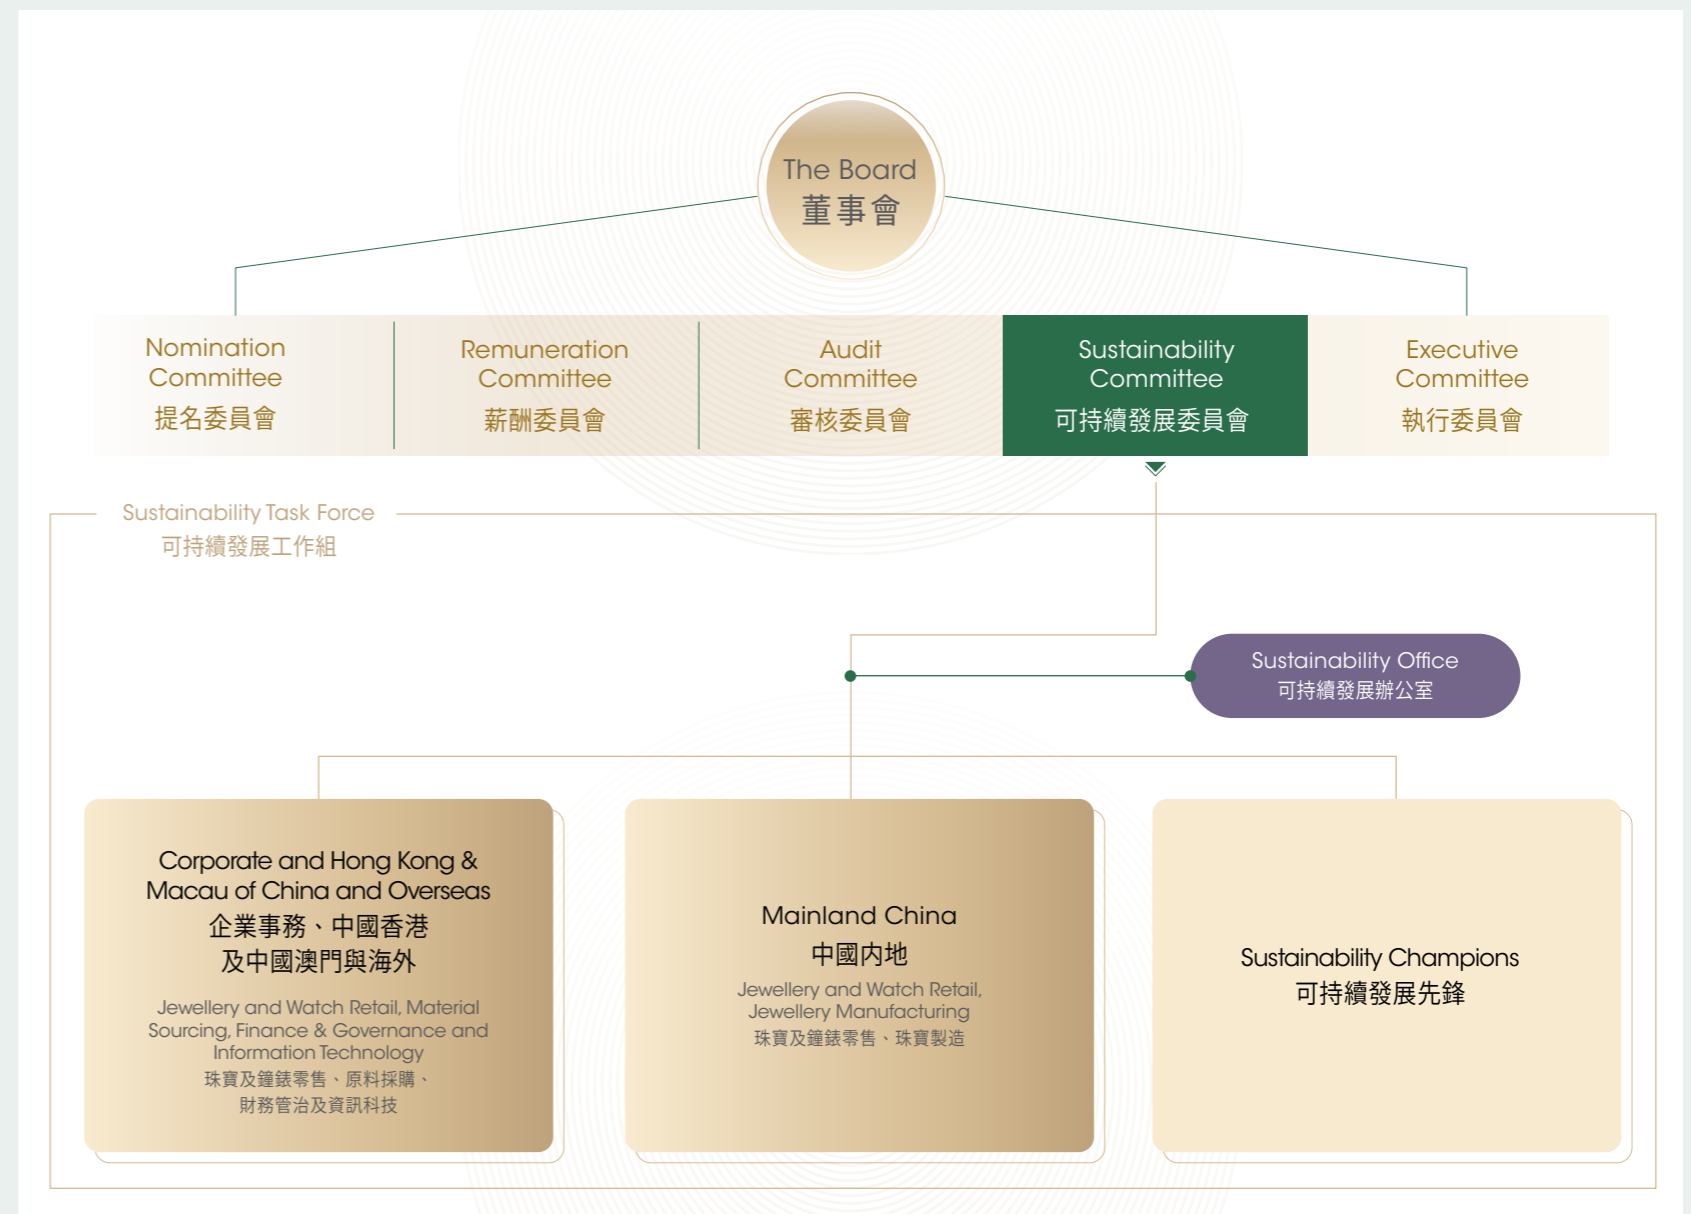 The Board
董事會
Nomination
Committee
提名委員會
Remuneration
Committee
薪酬委員會
Audit
Committee
審核委員會
Sustainability
Committee
可持續發展委員會
Executive
Committee
執行委員會
Sustainability Task Force
可持續發展工作組
Sustainability Office
可持續發展辦公室
Corporate and Hong Kong &
Macau of China and Overseas
企業事務、中國香港
及中國澳門與海外
Jewellery and Watch Retail, Material
Sourcing, Finance & Governance and
Information Technology
珠寶及鐘錶零售、原料採購、
財務管治及資訊科技
Mainland China
中國内地
Jewellery and Watch Retail,
Jewellery Manufacturing
珠寶及鐘錶零售、珠寶製造
Sustainability Champions
可持續發展先鋒